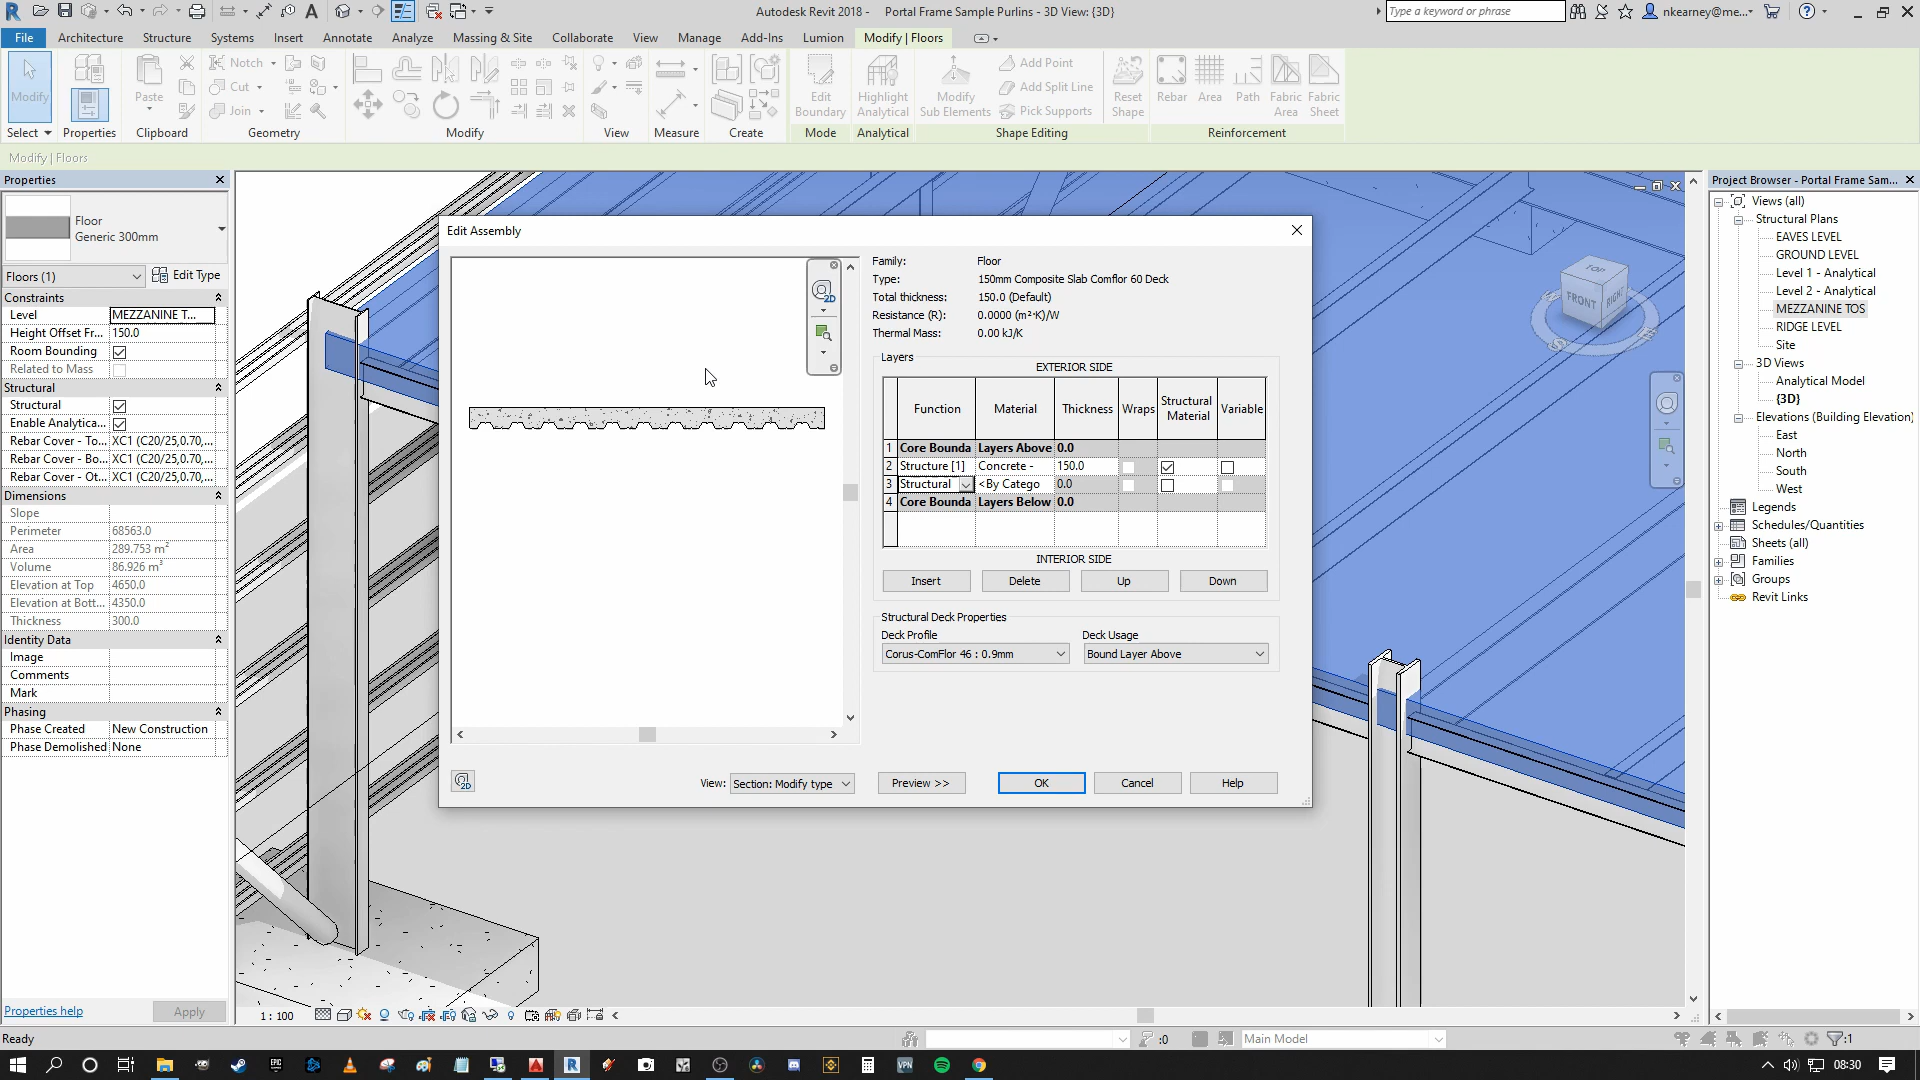 Autodesk Revit 2018 -    Portal Frame Sample Purlins - 3D View: {3D}
Type a keyword or phrase
nkearney@me...
File
Architecture
Structure
Systems
Insert
Annotate
Analyze
Massing & Site
Collaborate
View
Manage
Add-Ins
Lumion
Modify | Floors
Modify
Paste
Notch
Cut
Join
Edit
Boundary
Highlight
Analytical
Modify
Sub Elements
Add Point
Add Split Line
Pick Supports
Reset
Shape
Rebar
Area
Path
Fabric
Area
Fabric
Sheet
Select
Properties
Clipboard
Geometry
Modify
View
Measure
Create
Mode
Analytical
Shape Editing
Reinforcement
Modify | Floors
Properties
Floor
Generic 300mm
Floors (1)
Edit Type
Constraints
Level MEZZANINE T...
Height Offset Fr... 150.0
Room Bounding
Related to Mass
Structural
Structural
Enable Analytica...
Rebar Cover - To... XC1 (C20/25,0.70,...
Rebar Cover - Bo... XC1 (C20/25,0.70,...
Rebar Cover - Ot... XC1 (C20/25,0.70,...
Dimensions
Slope
Perimeter 68563.0
Area 289.753 m²
Volume 86.926 m³
Elevation at Top 4650.0
Elevation at Bott... 4350.0
Thickness 300.0
Identity Data
Image
Comments
Mark
Phasing
Phase Created New Construction
Phase Demolished None
Properties help
Apply
Edit Assembly
2D
Family: Floor
Type: 150mm Composite Slab Comflor 60 Deck
Total thickness: 150.0 (Default)
Resistance (R): 0.0000 (m²·K)/W
Thermal Mass: 0.00 kJ/K
Layers
EXTERIOR SIDE
Function Material Thickness Wraps Structural Material Variable
1 Core Bounda Layers Above 0.0
2 Structure [1] Concrete - 150.0
3 Structural <By Catego 0.0
4 Core Bounda Layers Below 0.0
INTERIOR SIDE
Insert
Delete
Up
Down
Structural Deck Properties
Deck Profile
Deck Usage
Corus-ComFlor 46 : 0.9mm
Bound Layer Above
2D
View: Section: Modify type
Preview >>
OK
Cancel
Help
TOP
FRONT
RIGHT
Project Browser - Portal Frame Sam...
Views (all)
Structural Plans
EAVES LEVEL
GROUND LEVEL
Level 1 - Analytical
Level 2 - Analytical
MEZZANINE TOS
RIDGE LEVEL
Site
3D Views
Analytical Model
{3D}
Elevations (Building Elevation)
East
North
South
West
Legends
Schedules/Quantities
Sheets (all)
Families
Groups
Revit Links
1 : 100
Ready
:0
Main Model
:1
EPIC
VPN
08:30